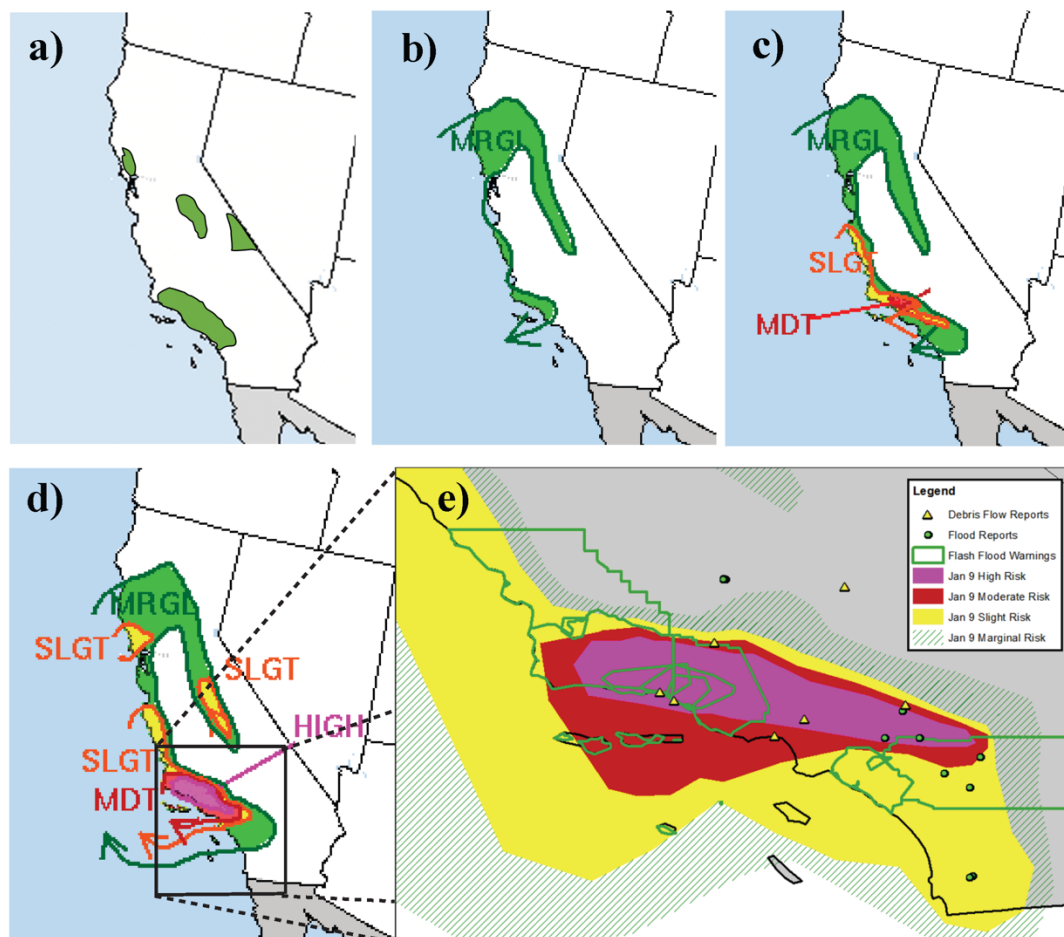 a)
b)
c)
MRGL
MRGL
SLGT
MDT
d)
MRGL
SLGT
SLGT
HIGH
SLGT
MDT
e)
Legend
Debris Flow Reports
Flood Reports
Flash Flood Warnings
Jan 9 High Risk
Jan 9 Moderate Risk
Jan 9 Slight Risk
Jan 9 Marginal Risk